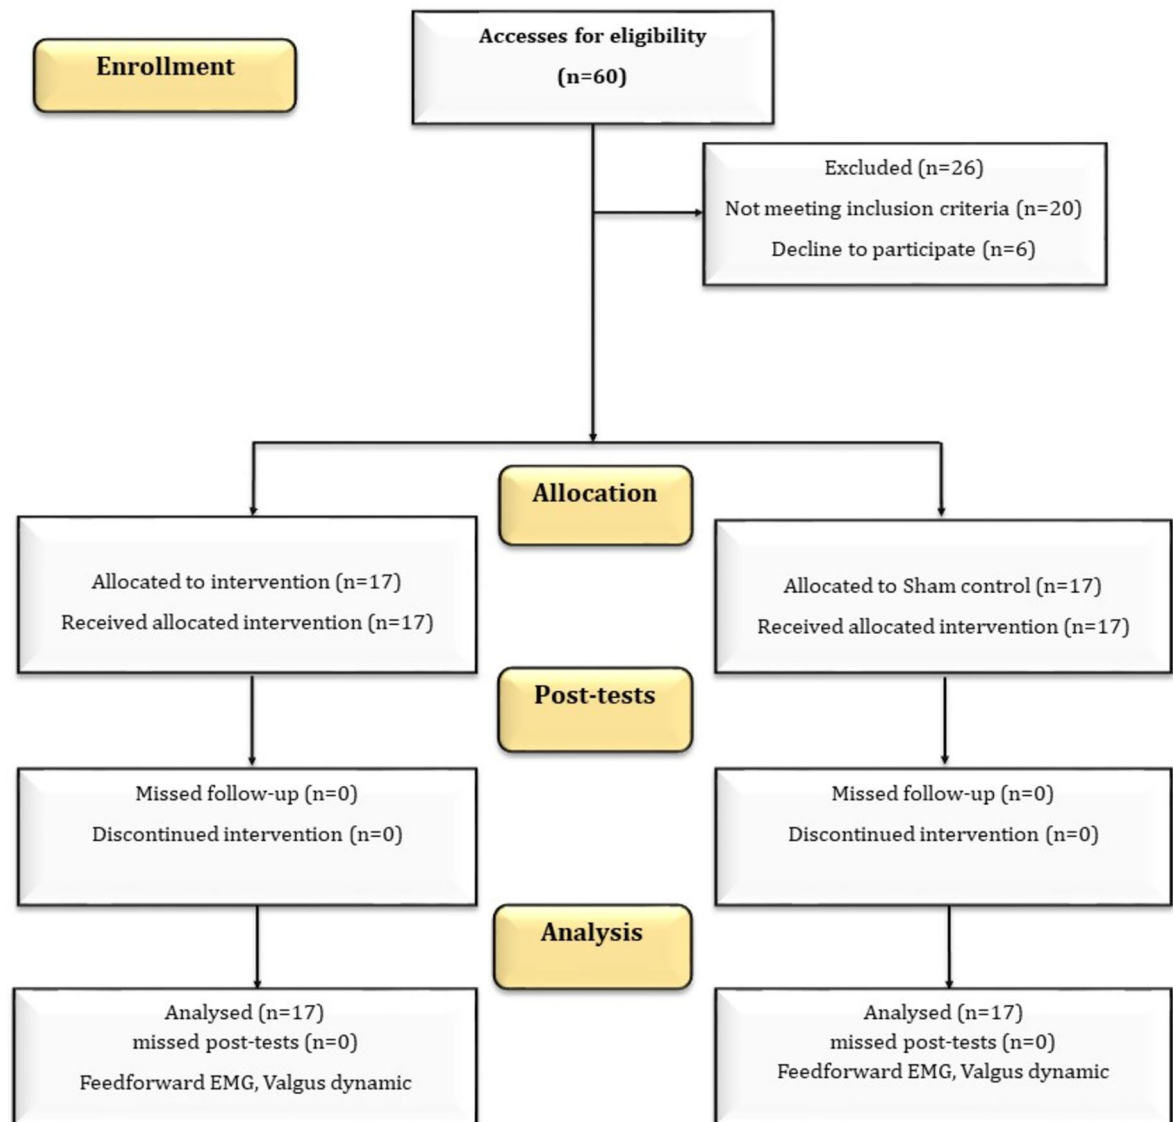 Enrollment
Accesses for eligibility
(n=60)
Excluded (n=26)
Not meeting inclusion criteria (n=20)
Decline to participate (n=6)
Allocation
Allocated to intervention (n=17)
Received allocated intervention (n=17)
Allocated to Sham control (n=17)
Received allocated intervention (n=17)
Post-tests
Missed follow-up (n=0)
Discontinued intervention (n=0)
Missed follow-up (n=0)
Discontinued intervention (n=0)
Analysis
Analysed (n=17)
missed post-tests (n=0)
Feedforward EMG, Valgus dynamic
Analysed (n=17)
missed post-tests (n=0)
Feedforward EMG, Valgus dynamic